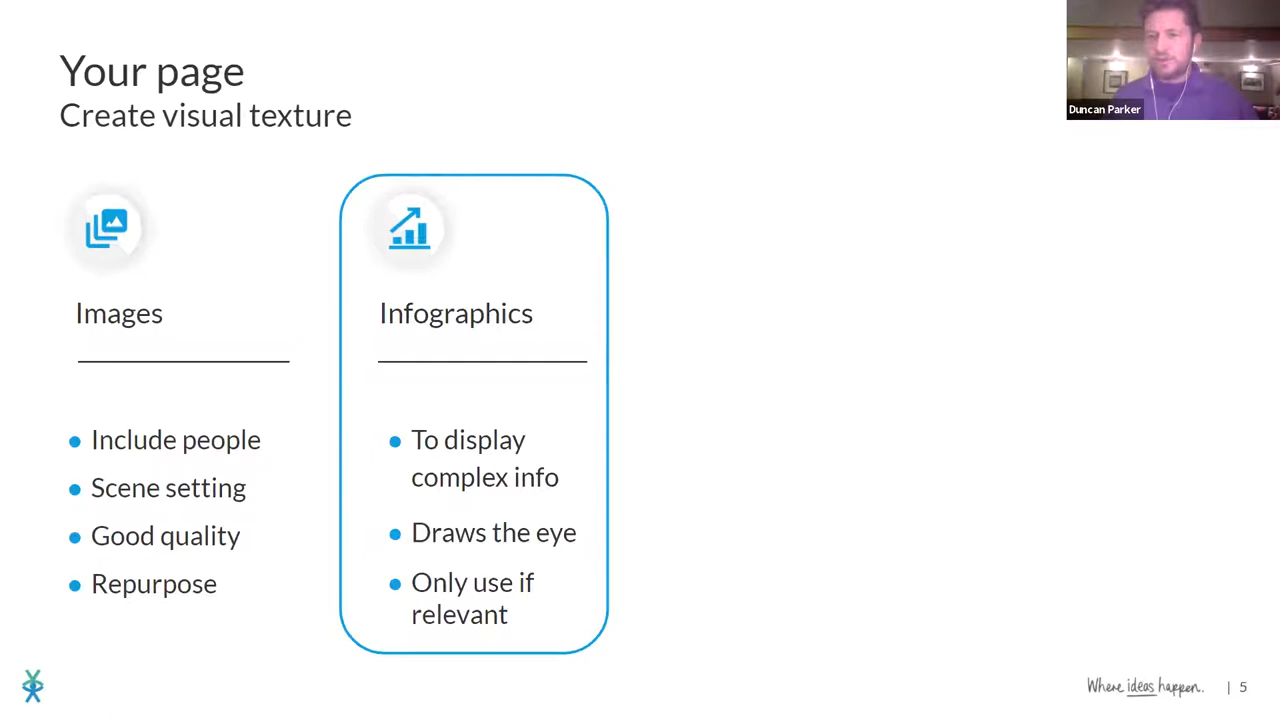 Your page
Create visual texture
Duncan Parker
Images
Include people
Scene setting
Good quality
Repurpose
Infographics
To display
complex info
Draws the eye
Only use if
relevant
Where ideas happen.
| 5